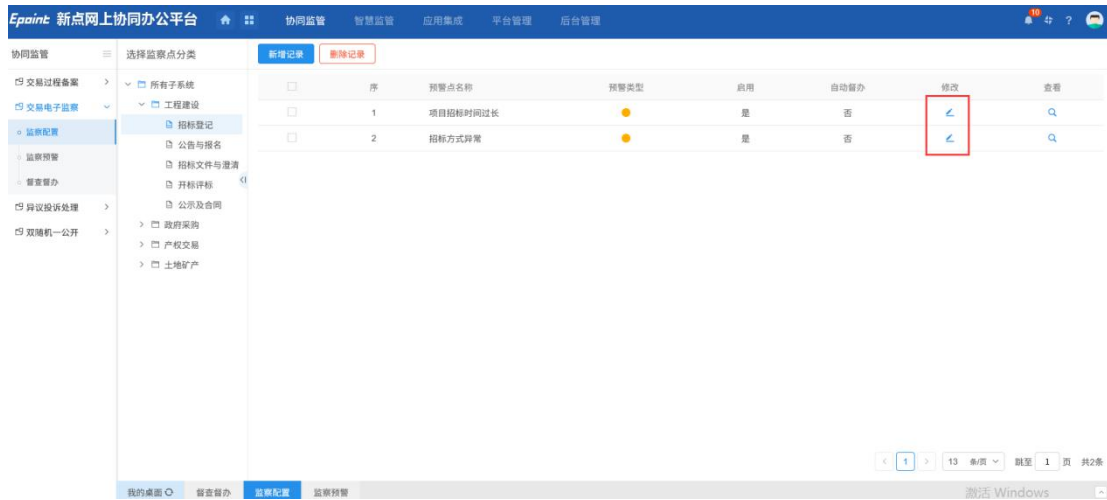 Epoint 新点网上协同办公平台 协同监管 智慧监管 应用集成 平台管理 后台管理 10 ?
协同监管 选择监察点分类 新增记录 删除记录
交易过程备案
交易电子监察
监察配置
监察预警
督查督办
异议投诉处理
双随机一公开
所有子系统
工程建设
招标登记
公告与报名
招标文件与澄清
开标评标
公示及合同
政府采购
产权交易
土地矿产
序 预警点名称 预警类型 启用 自动督办 修改 查看
1 项目招标时间过长 是 否
2 招标方式异常 是 否
1 13 条/页 跳至 1 页 共2条
我的桌面 督查督办 监察配置 监察预警 激活 Windows